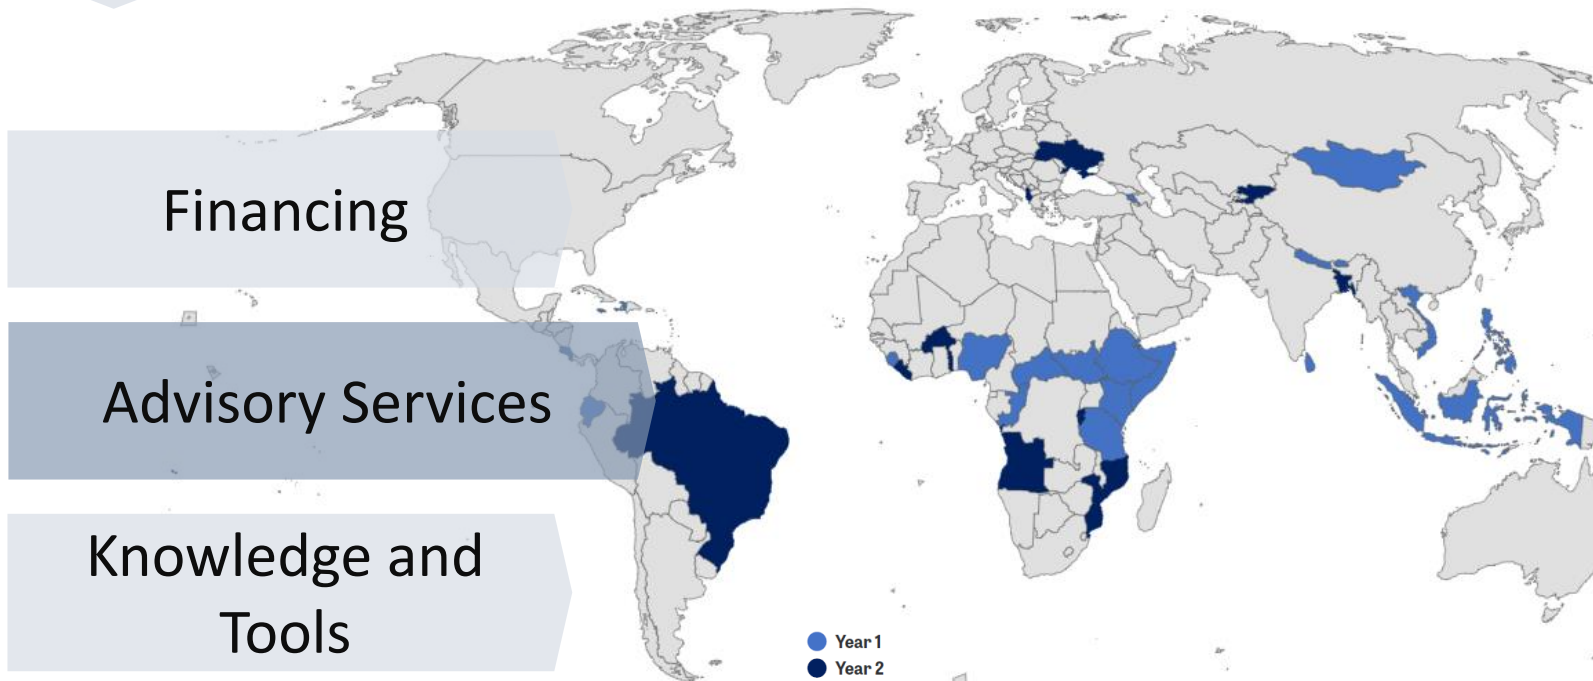 Financing
Advisory Services
Knowledge and
Tools
Year 1
Year 2